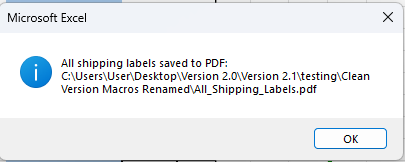 Microsoft Excel
All shipping labels saved to PDF:
C:\Users\User\Desktop\Version 2.0\Version 2.1\testing\Clean
Version Macros Renamed\All_Shipping_Labels.pdf
OK